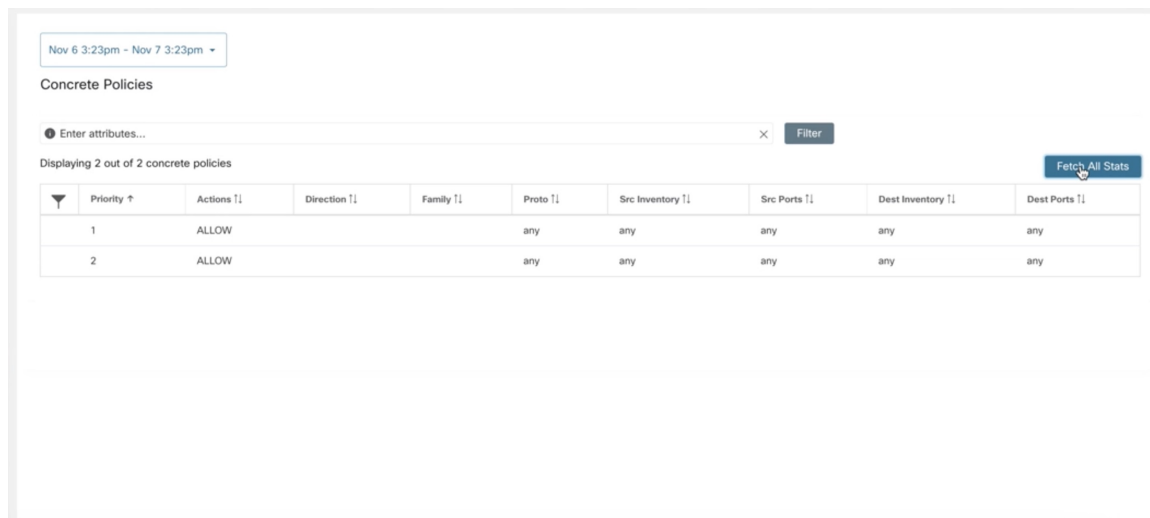 Nov 6 3:23pm - Nov 7 3:23pm
Concrete Policies
Enter attributes...
Filter
Displaying 2 out of 2 concrete policies
Fetch All Stats
Priority Actions Direction Family Proto Src Inventory Src Ports Dest Inventory Dest Ports
1 ALLOW any any any any any
2 ALLOW any any any any any